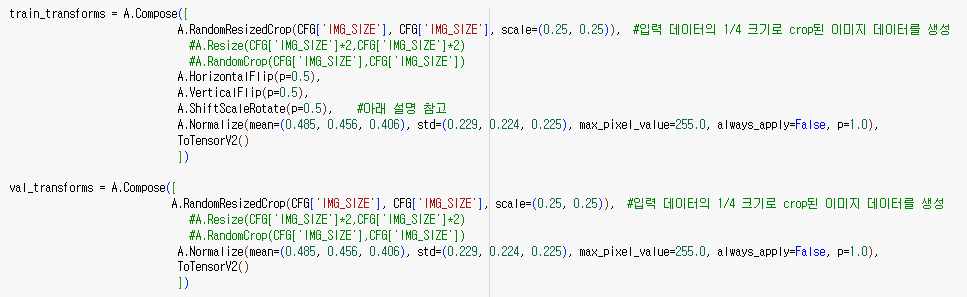 train_transforms = A.Compose([
A.RandomResizedCrop(CFG['IMG_SIZE'], CFG['IMG_SIZE'], scale=(0.25, 0.25)), #입력 데이터의 1/4 크기로 crop된 이미지 데이터를 생성
#A.Resize(CFG['IMG_SIZE']*2,CFG['IMG_SIZE']*2)
#A.RandomCrop(CFG['IMG_SIZE'],CFG['IMG_SIZE'])
A.HorizontalFlip(p=0.5),
A.VerticalFlip(p=0.5),
A.ShiftScaleRotate(p=0.5), #아래 설명 참고
A.Normalize(mean=(0.485, 0.456, 0.406), std=(0.229, 0.224, 0.225), max_pixel_value=255.0, always_apply=False, p=1.0),
ToTensorV2()
])
val_transforms = A.Compose([
A.RandomResizedCrop(CFG['IMG_SIZE'], CFG['IMG_SIZE'], scale=(0.25, 0.25)), #입력 데이터의 1/4 크기로 crop된 이미지 데이터를 생성
#A.Resize(CFG['IMG_SIZE']*2,CFG['IMG_SIZE']*2)
#A.RandomCrop(CFG['IMG_SIZE'],CFG['IMG_SIZE'])
A.Normalize(mean=(0.485, 0.456, 0.406), std=(0.229, 0.224, 0.225), max_pixel_value=255.0, always_apply=False, p=1.0),
ToTensorV2()
])